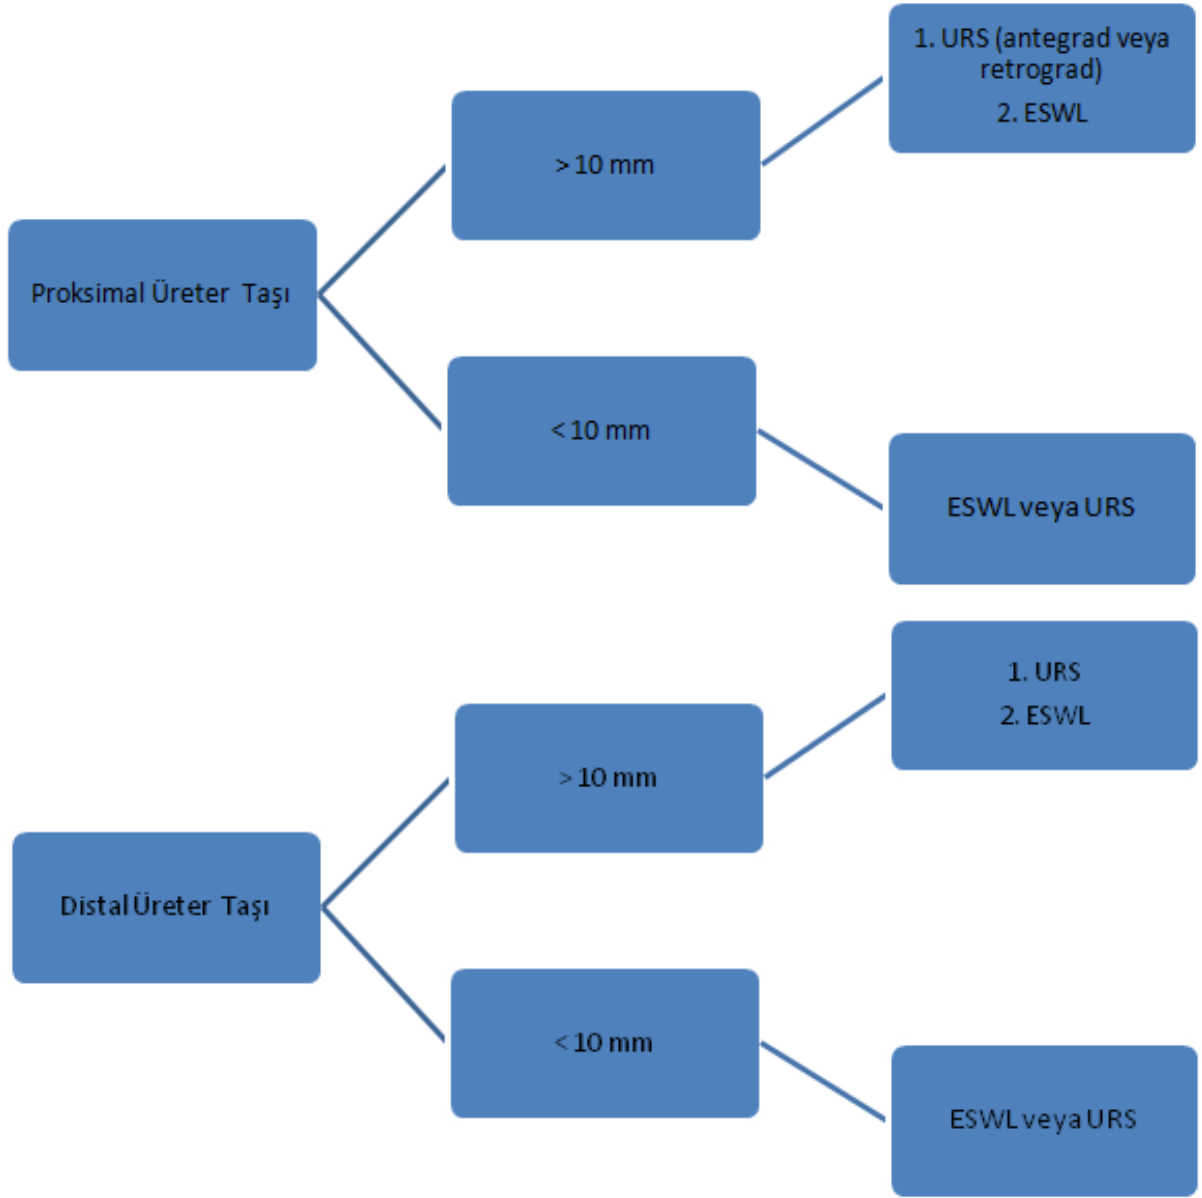 Proksimal Üreter Taşı
> 10 mm
1. URS (antegrad veya
retrograd)
2. ESWL
< 10 mm
ESWL veya URS
Distal Üreter Taşı
> 10 mm
1. URS
2. ESWL
< 10 mm
ESWL veya URS